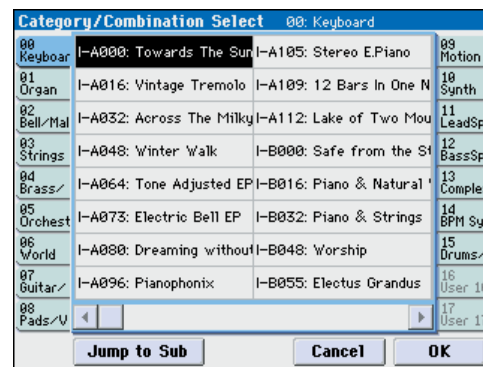 Category/Combination Select 00: Keyboard
00
Keyboar
01
Organ
02
Bell/Mal
03
Strings
04
Brass/
05
Orchest
06
World
07
Guitar/
08
Pads/V
I-A000: Towards The Sun
I-A016: Vintage Tremolo
I-A032: Across The Milky
I-A048: Winter Walk
I-A064: Tone Adjusted EP
I-A073: Electric Bell EP
I-A080: Dreaming without
I-A096: Pianophonix
I-A105: Stereo E.Piano
I-A109: 12 Bars In One N
I-A112: Lake of Two Mou
I-B000: Safe from the St
I-B016: Piano & Natural
I-B032: Piano & Strings
I-B048: Worship
I-B055: Electus Grandus
09
Motion
10
Synth
11
LeadSp
12
BassSp
13
Comple
14
BPM Sy
15
Drums/
16
User 16
17
User 17
Jump to Sub
Cancel
OK